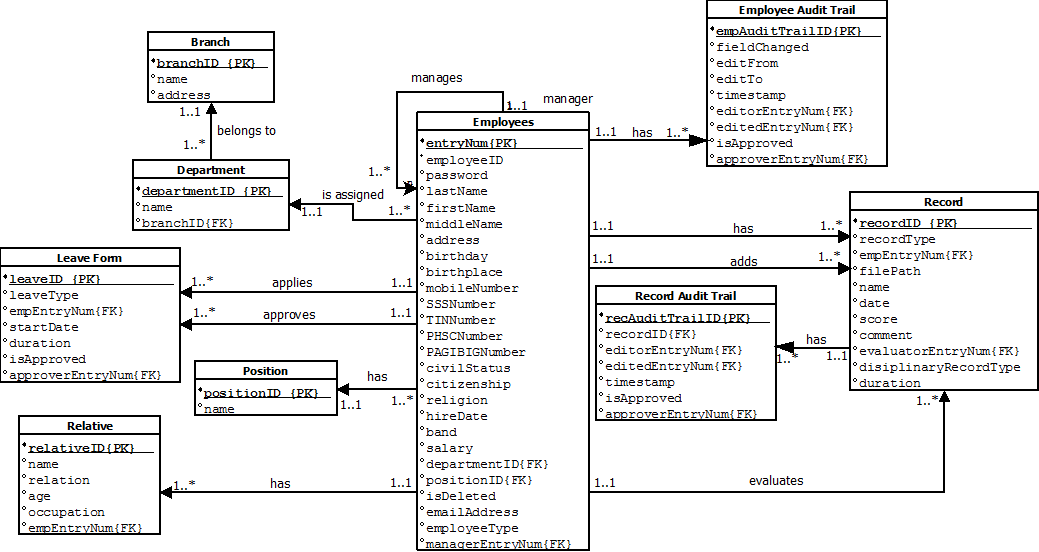 Employee Audit Trail
empAuditTrailID{PK}
fieldChanged
editFrom
editTo
timestamp
editorEntryNum{FK}
editedEntryNum{FK}
isApproved
approverEntryNum{FK}
Branch
branchID {PK}
name
address
1..1
belongs to
1..*
Department
departmentID {PK}
name
branchID{FK}
is assigned
1..1
1..*
manages
manager
1..1
1..*
Employees
entryNum{PK}
employeeID
password
lastName
firstName
middleName
address
birthday
birthplace
mobileNumber
SSSNumber
TINNumber
PHSCNumber
PAGIBIGNumber
civilStatus
citizenship
religion
hireDate
band
salary
departmentID{FK}
positionID{FK}
isDeleted
emailAddress
employeeType
managerEntryNum{FK}
1..1
has
1..*
1..1
has
1..*
1..1
adds
1..*
Record
recordID {PK}
recordType
empEntryNum{FK}
filePath
name
date
score
comment
evaluatorEntryNum{FK}
disiplinaryRecordType
duration
Leave Form
leaveID {PK}
leaveType
empEntryNum{FK}
startDate
duration
isApproved
approverEntryNum{FK}
1..*
applies
1..1
1..*
approves
1..1
Record Audit Trail
recAuditTrailID{PK}
recordID{FK}
editorEntryNum{FK}
editedEntryNum{FK}
timestamp
isApproved
approverEntryNum{FK}
has
1..*
1..1
Position
positionID {PK}
name
has
1..1
1..*
Relative
relativeID{PK}
name
relation
age
occupation
empEntryNum{FK}
1..*
has
1..1
1..1
evaluates
1..*